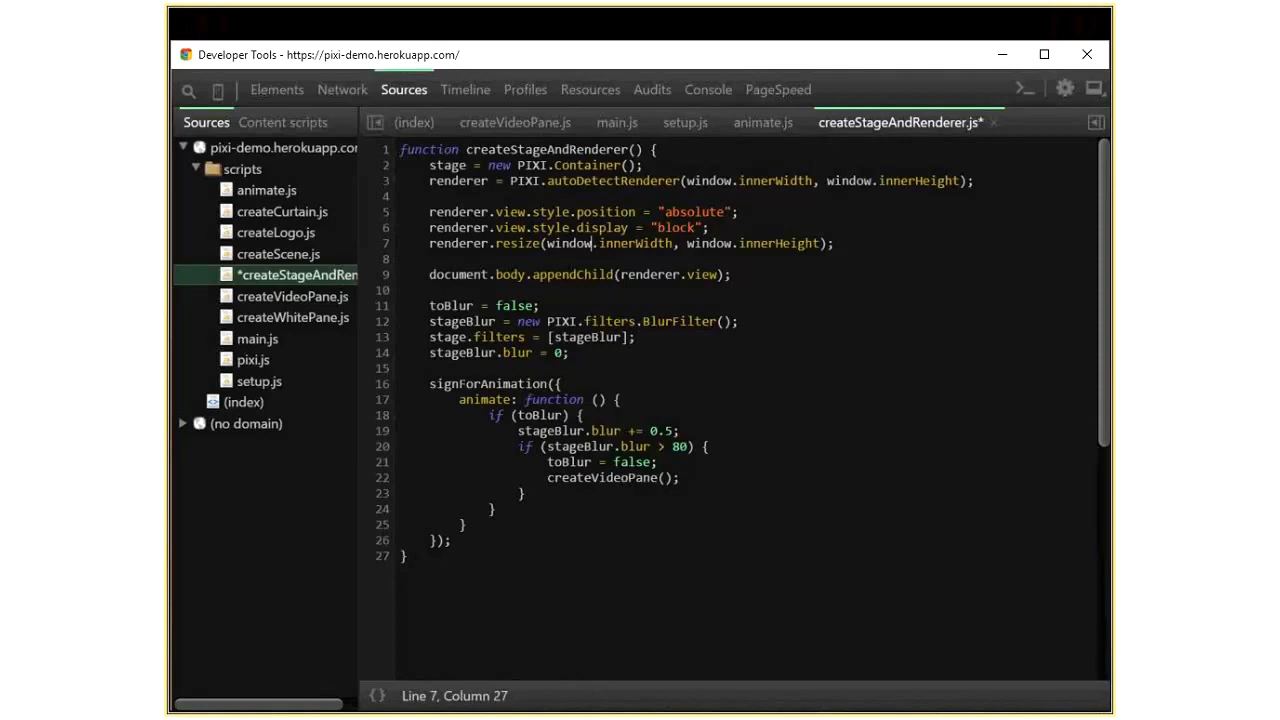 Developer Tools - https://pixi-demo.herokuapp.com/
Elements Network Sources Timeline Profiles Resources Audits Console PageSpeed
Sources Content scripts
(index) createVideoPane.js main.js setup.js animate.js createStageAndRenderer.js* ×
pixi-demo.herokuapp.con
scripts
animate.js
createCurtain.js
createLogo.js
createScene.js
*createStageAndRen
createVideoPane.js
createWhitePane.js
main.js
pixi.js
setup.js
(index)
(no domain)
1 function createStageAndRenderer() {
2 stage = new PIXI.Container();
3 renderer = PIXI.autoDetectRenderer(window.innerWidth, window.innerHeight);
4
5 renderer.view.style.position = "absolute";
6 renderer.view.style.display = "block";
7 renderer.resize(window.innerWidth, window.innerHeight);
8
9 document.body.appendChild(renderer.view);
10
11 toBlur = false;
12 stageBlur = new PIXI.filters.BlurFilter();
13 stage.filters = [stageBlur];
14 stageBlur.blur = 0;
15
16 signForAnimation({
17 animate: function () {
18 if (toBlur) {
19 stageBlur.blur += 0.5;
20 if (stageBlur.blur > 80) {
21 toBlur = false;
22 createVideoPane();
23 }
24 }
25 }
26 });
27 }
{} Line 7, Column 27